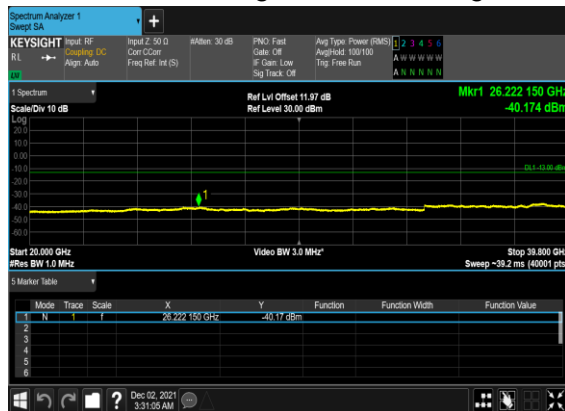 Spectrum Analyzer 1
Swept SA
+
KEYSIGHT Input: RF Input Z: 50 Ω #Atten: 30 dB PNO: Fast Avg Type: Power (RMS) 1 2 3 4 5 6
RL Coupling: DC Corr CCorr Gate: Off Avg|Hold: 100/100 A W W W W W
Align: Auto Freq Ref: Int (S) IF Gain: Low Trig: Free Run
Sig Track: Off A N N N N N
LW
1 Spectrum Ref Lvl Offset 11.97 dB Mkr1 26.222 150 GHz
Scale/Div 10 dB Ref Level 30.00 dBm -40.174 dBm
Log
20.0
10.0
0.00
-10.0 DL1 -13.00 dBm
-20.0
-30.0
1
-40.0
-50.0
-60.0
Start 20.000 GHz Video BW 3.0 MHz* Stop 39.800 GHz
#Res BW 1.0 MHz Sweep ~39.2 ms (40001 pts)
5 Marker Table
Mode Trace Scale X Y Function Function Width Function Value
1 N 1 f 26.222 150 GHz -40.17 dBm
2
3
4
5
6
? Dec 02, 2021
3:31:05 AM